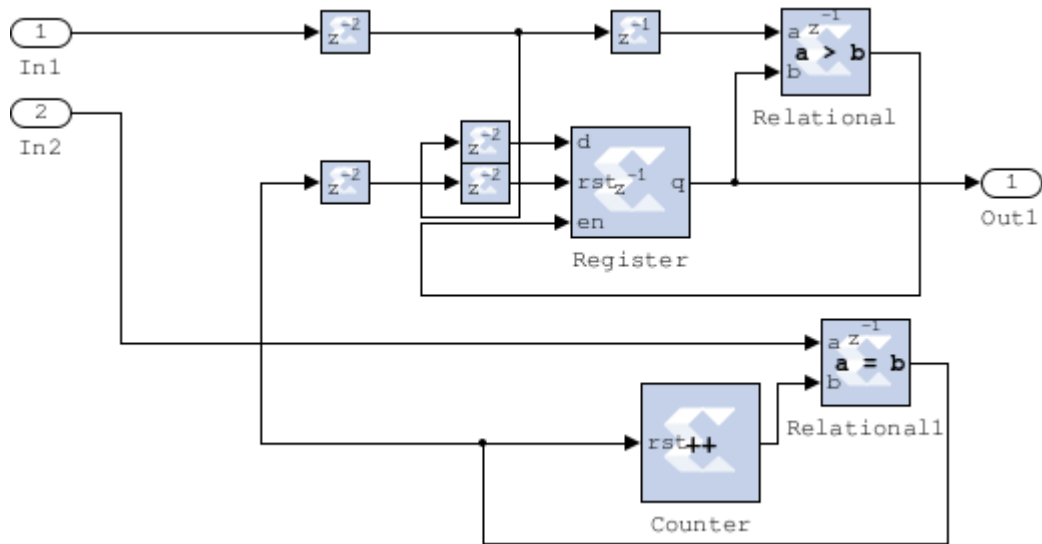 1
In1
z⁻²
z⁻¹
a
z⁻¹
a > b
b
Relational
2
In2
z⁻²
z⁻²
z⁻²
d
rst
z⁻¹
q
en
Register
1
Out1
a
z⁻¹
a = b
b
Relational1
rst
++
Counter